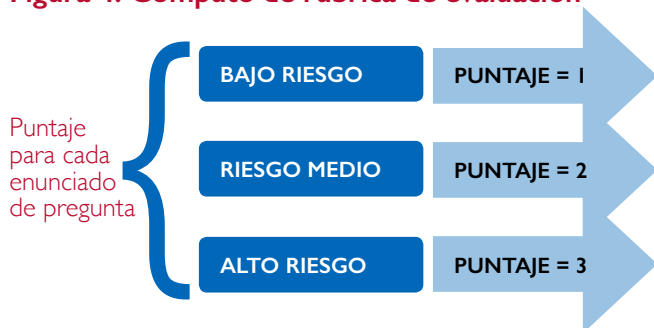 Puntaje
para cada
enunciado
de pregunta
BAJO RIESGO
PUNTAJE = 1
RIESGO MEDIO
PUNTAJE = 2
ALTO RIESGO
PUNTAJE = 3